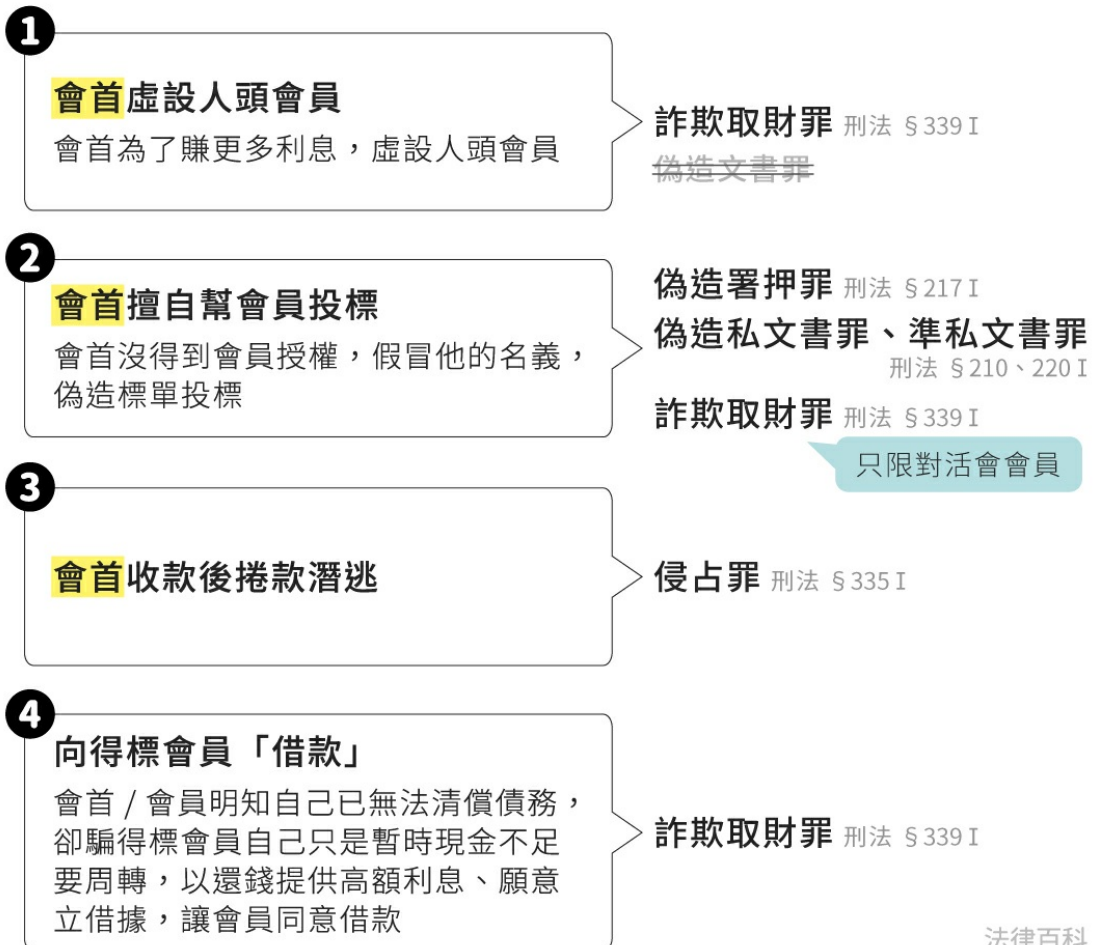 1
會首虛設人頭會員
會首為了賺更多利息，虛設人頭會員
詐欺取財罪 刑法 §339 I
偽造文書罪
2
會首擅自幫會員投標
會首沒得到會員授權，假冒他的名義，
偽造標單投標
偽造署押罪 刑法 §217 I
偽造私文書罪、準私文書罪
刑法 §210、220 I
詐欺取財罪 刑法 §339 I
只限對活會會員
3
會首收款後捲款潛逃
侵占罪 刑法 §335 I
4
向得標會員「借款」
會首 / 會員明知自己已無法清償債務，
卻騙得標會員自己只是暫時現金不足
要周轉，以還錢提供高額利息、願意
立借據，讓會員同意借款
詐欺取財罪 刑法 §339 I
法律百科